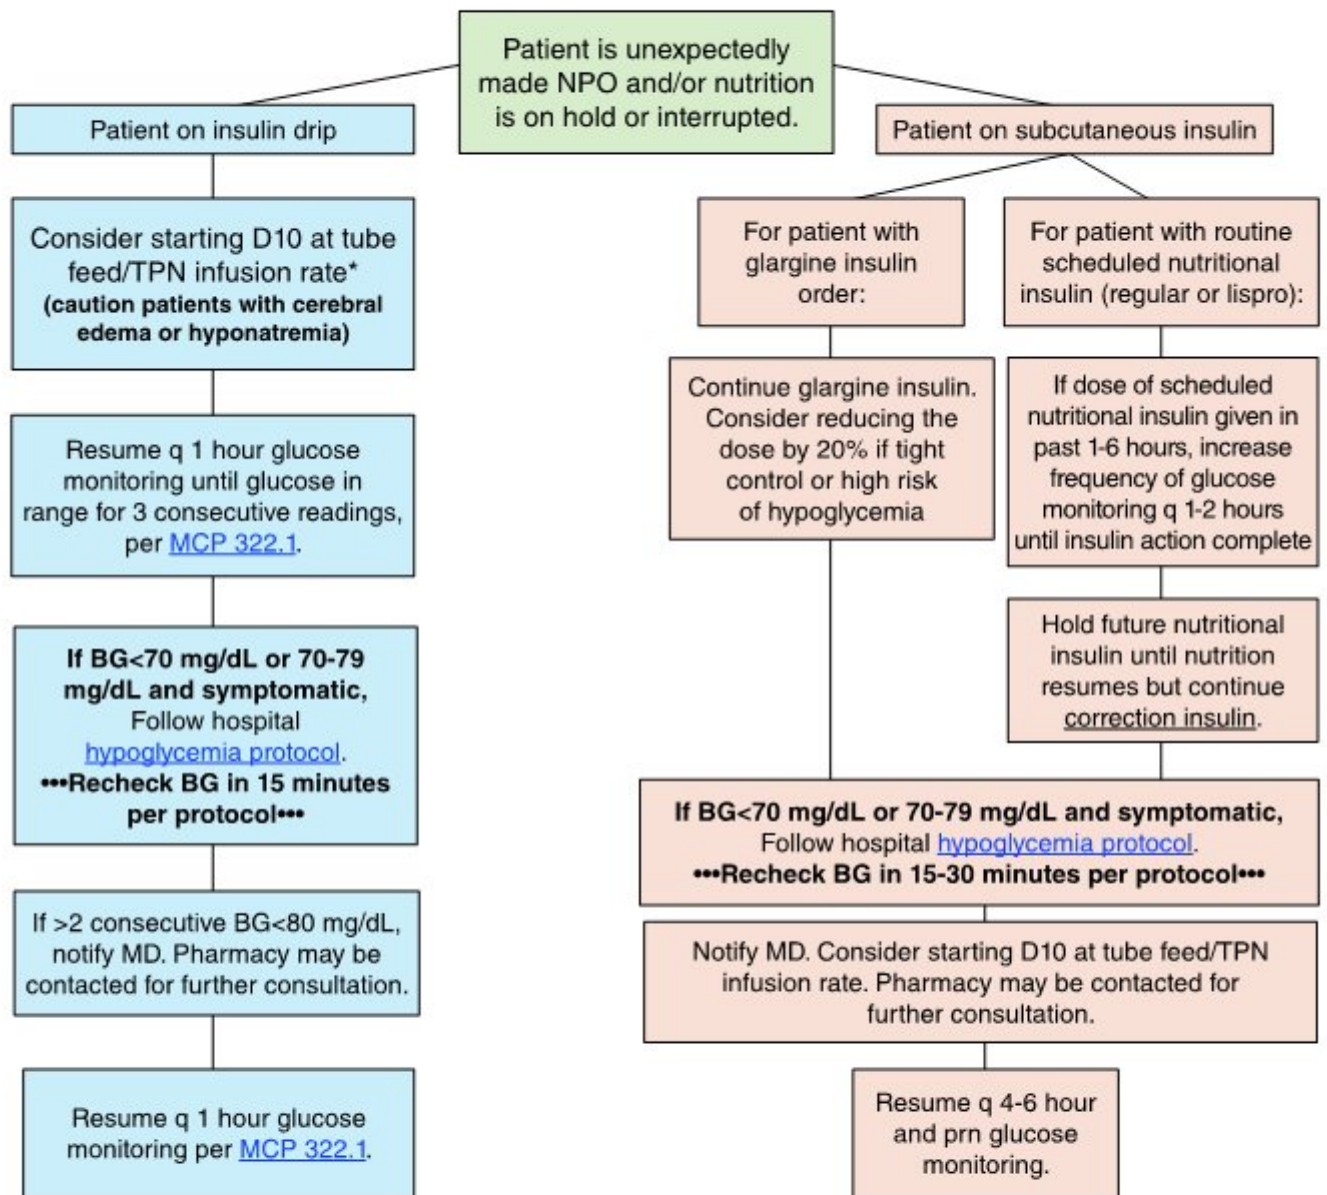 Patient is unexpectedly
made NPO and/or nutrition
is on hold or interrupted.
Patient on insulin drip
Consider starting D10 at tube
feed/TPN infusion rate*
(caution patients with cerebral
edema or hyponatremia)
Resume q 1 hour glucose
monitoring until glucose in
range for 3 consecutive readings,
per MCP 322.1.
If BG<70 mg/dL or 70-79
mg/dL and symptomatic,
Follow hospital
hypoglycemia protocol.
•••Recheck BG in 15 minutes
per protocol•••
If >2 consecutive BG<80 mg/dL,
notify MD. Pharmacy may be
contacted for further consultation.
Resume q 1 hour glucose
monitoring per MCP 322.1.
Patient on subcutaneous insulin
For patient with
glargine insulin
order:
Continue glargine insulin.
Consider reducing the
dose by 20% if tight
control or high risk
of hypoglycemia
For patient with routine
scheduled nutritional
insulin (regular or lispro):
If dose of scheduled
nutritional insulin given in
past 1-6 hours, increase
frequency of glucose
monitoring q 1-2 hours
until insulin action complete
Hold future nutritional
insulin until nutrition
resumes but continue
correction insulin.
If BG<70 mg/dL or 70-79 mg/dL and symptomatic,
Follow hospital hypoglycemia protocol.
•••Recheck BG in 15-30 minutes per protocol•••
Notify MD. Consider starting D10 at tube feed/TPN
infusion rate. Pharmacy may be contacted for
further consultation.
Resume q 4-6 hour
and prn glucose
monitoring.